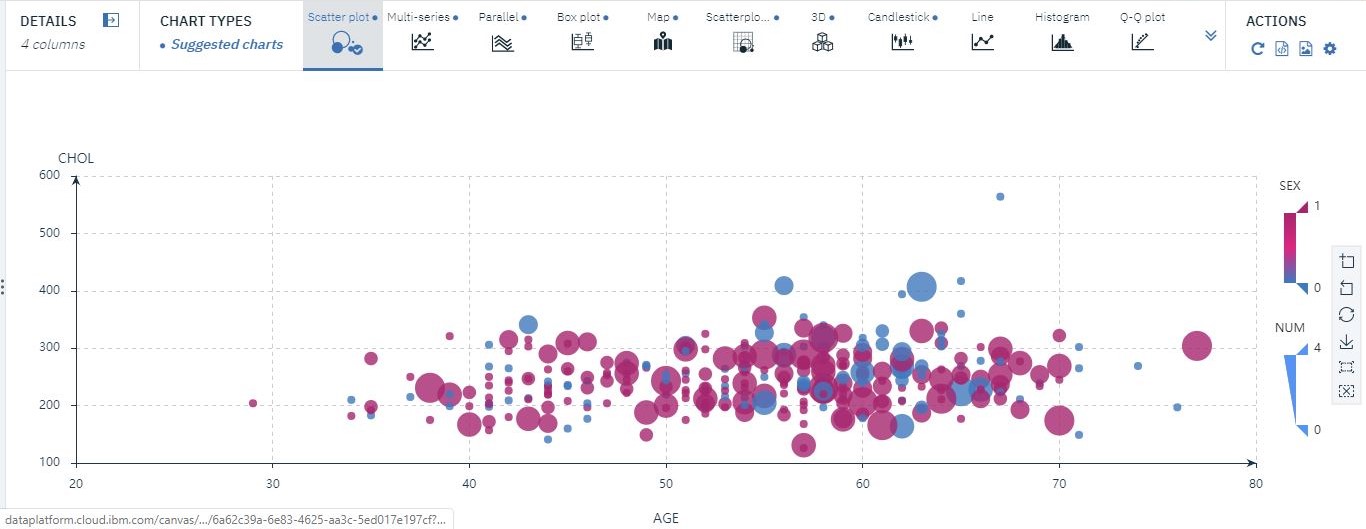 DETAILS
4 columns
CHART TYPES
• Suggested charts
Scatter plot •
Multi-series •
Parallel •
Box plot •
Map •
Scatterplo... •
3D •
Candlestick •
Line
Histogram
Q-Q plot
ACTIONS
CHOL
600
500
400
300
200
100
20
30
40
50
60
70
80
AGE
SEX
1
0
NUM
4
0
dataplatform.cloud.ibm.com/canvas/.../6a62c39a-6e83-4625-aa3c-5ed017e197cf?...